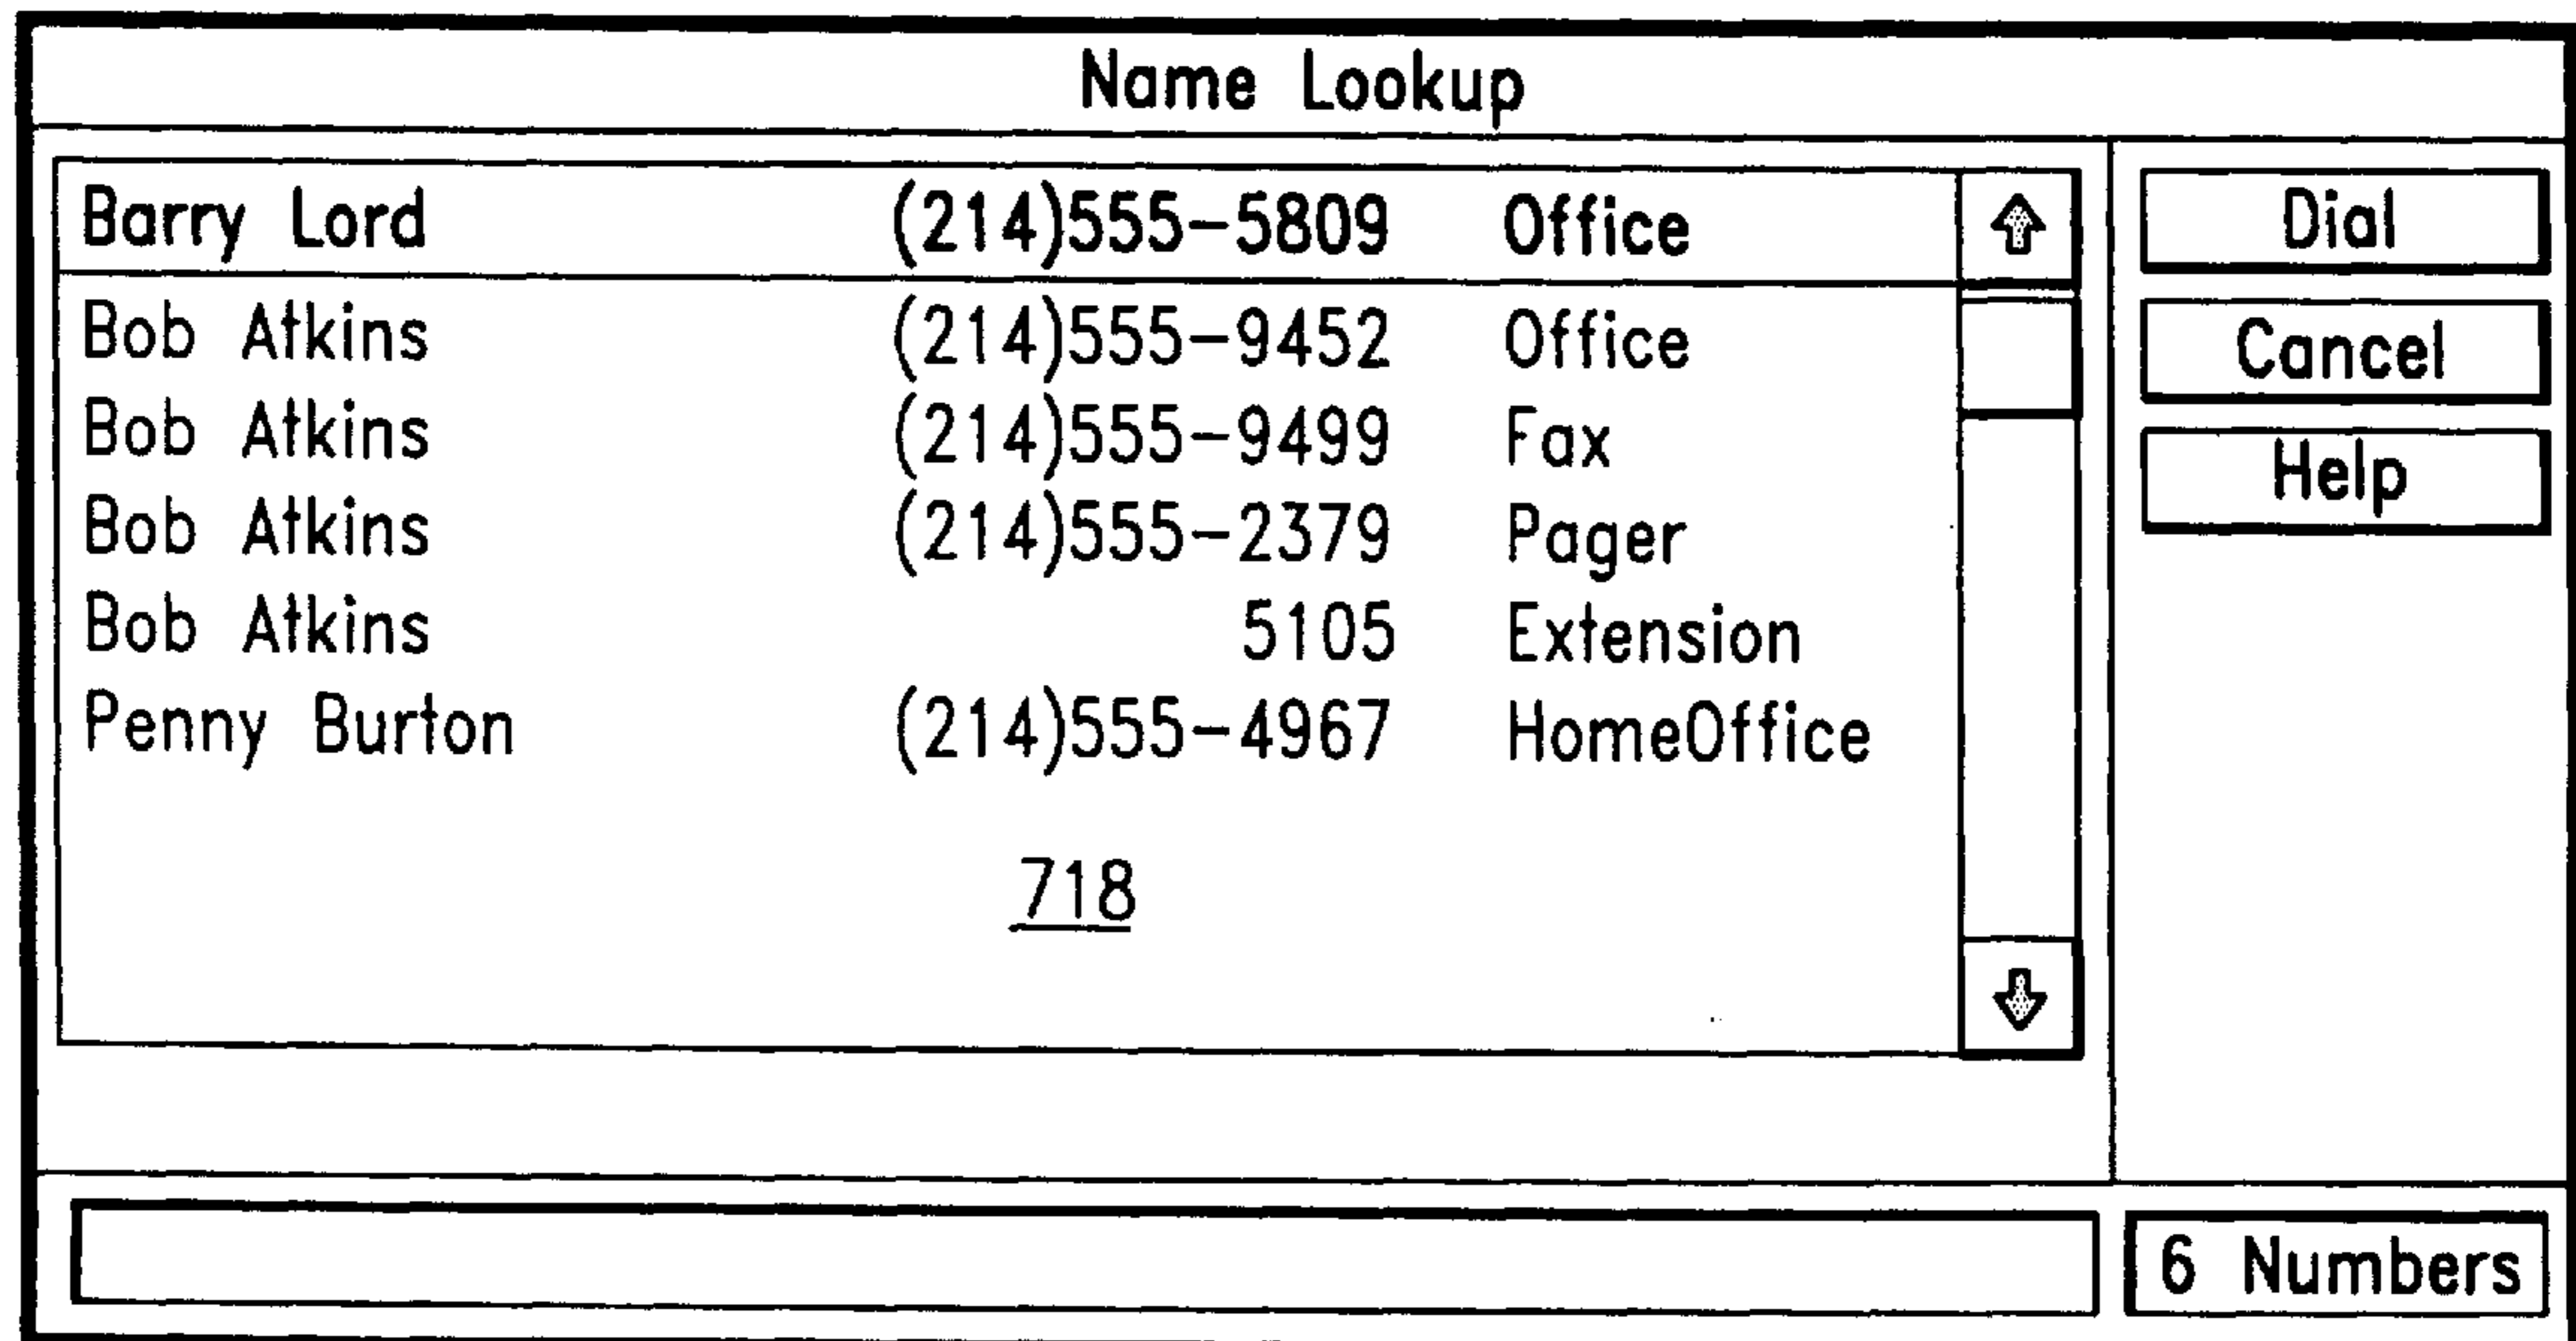 Name Lookup
Barry Lord (214)555-5809 Office
Bob Atkins (214)555-9452 Office
Bob Atkins (214)555-9499 Fax
Bob Atkins (214)555-2379 Pager
Bob Atkins 5105 Extension
Penny Burton (214)555-4967 HomeOffice
718
Dial
Cancel
Help
6 Numbers